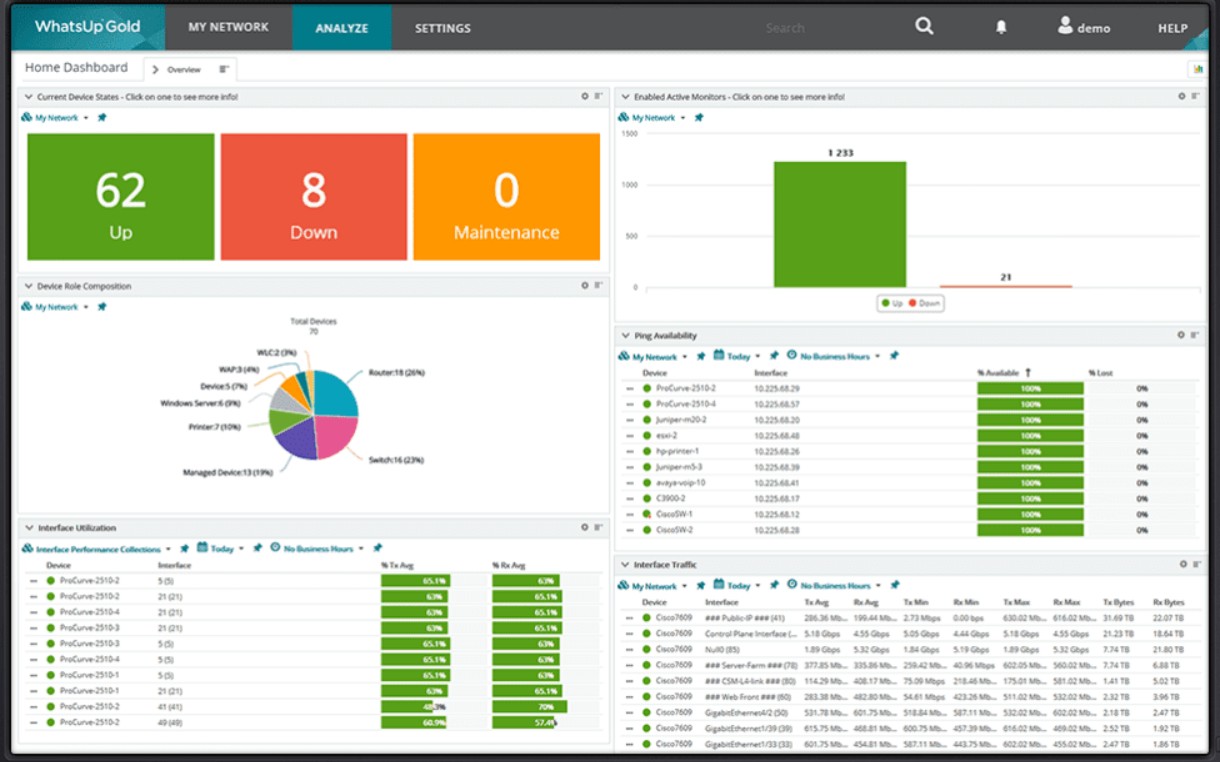 WhatsUp Gold MY NETWORK ANALYZE SETTINGS Search demo HELP
Home Dashboard Overview
Current Device States - Click on one to see more info!
My Network
62 8 0
Up Down Maintenance
Device Role Composition
My Network
Total Devices
70
WLC:2 (3%)
WAP:3 (4%)
Device:5 (7%)
Windows Server:6 (9%)
Printer:7 (10%)
Managed Device:13 (19%)
Router:18 (26%)
Switch:16 (23%)
Interface Utilization
Interface Performance Collections Today No Business Hours
Device Interface % Tx Avg % Rx Avg
ProCurve-2510-2 5 (5) 65.1% 63%
ProCurve-2510-2 21 (21) 63% 65.1%
ProCurve-2510-4 21 (21) 63% 65.1%
ProCurve-2510-3 21 (21) 63% 65.1%
ProCurve-2510-3 5 (5) 65.1% 63%
ProCurve-2510-4 5 (5) 65.1% 63%
ProCurve-2510-1 5 (5) 65.1% 63%
ProCurve-2510-1 21 (21) 63% 65.1%
ProCurve-2510-2 41 (41) 48.3% 70%
ProCurve-2510-2 49 (49) 60.9% 57.4%
Enabled Active Monitors - Click on one to see more info!
My Network
1500
1 233
1000
500
21
0
Up Down
Ping Availability
My Network Today No Business Hours
Device Interface % Available % Lost
ProCurve-2510-2 10.225.68.29 100% 0%
ProCurve-2510-4 10.225.68.57 100% 0%
Juniper-m20-2 10.225.68.20 100% 0%
esxi-2 10.225.68.48 100% 0%
hp-printer-1 10.225.68.26 100% 0%
Juniper-m5-3 10.225.68.39 100% 0%
avaya-voip-10 10.225.68.41 100% 0%
C3900-2 10.225.68.17 100% 0%
CiscoSW-1 10.225.68.12 100% 0%
CiscoSW-2 10.225.68.28 100% 0%
Interface Traffic
My Network Today No Business Hours
Device Interface Tx Avg Rx Avg Tx Min Rx Min Tx Max Rx Max Tx Bytes Rx Bytes
Cisco7609 ### Public-IP ### (41) 286.36 Mb... 199.44 Mb... 2.73 Mbps 0.00 bps 630.02 Mb... 616.02 Mb... 31.69 TB 22.07 TB
Cisco7609 Control Plane Interface (... 5.18 Gbps 4.55 Gbps 5.05 Gbps 4.44 Gbps 5.18 Gbps 4.55 Gbps 21.23 TB 18.64 TB
Cisco7609 Null0 (85) 1.89 Gbps 5.32 Gbps 1.84 Gbps 5.19 Gbps 1.89 Gbps 5.32 Gbps 7.74 TB 21.80 TB
Cisco7609 ### Server-Farm ### (78) 377.85 Mb... 335.86 Mb... 259.42 Mb... 40.96 Mbps 602.05 Mb... 560.02 Mb... 7.74 TB 6.88 TB
Cisco7609 ### CSM-L4-link ### (80) 114.29 Mb... 408.17 Mb... 75.09 Mbps 218.46 Mb... 175.01 Mb... 581.02 Mb... 1.41 TB 5.02 TB
Cisco7609 ### Web Front ### (60) 283.38 Mb... 482.80 Mb... 54.61 Mbps 423.26 Mb... 511.02 Mb... 532.02 Mb... 2.32 TB 3.96 TB
Cisco7609 GigabitEthernet4/2 (50) 531.78 Mb... 601.75 Mb... 518.84 Mb... 587.11 Mb... 532.02 Mb... 602.02 Mb... 2.18 TB 2.47 TB
Cisco7609 GigabitEthernet1/39 (39) 615.75 Mb... 468.81 Mb... 600.75 Mb... 457.39 Mb... 616.02 Mb... 469.02 Mb... 2.52 TB 1.92 TB
Cisco7609 GigabitEthernet1/33 (33) 601.75 Mb... 454.81 Mb... 587.11 Mb... 443.75 Mb... 602.02 Mb... 455.02 Mb... 2.47 TB 1.86 TB